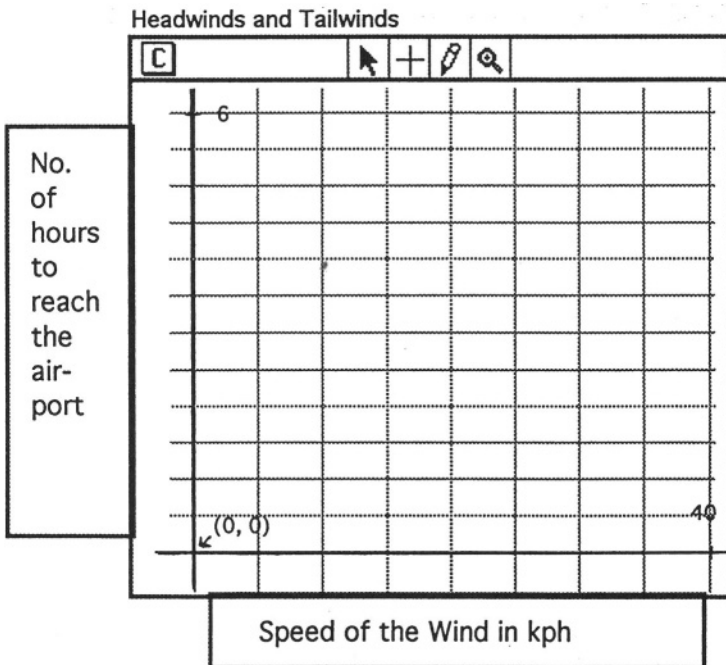 Headwinds and Tailwinds
C
6
No.
of
hours
to
reach
the
air-
port
40
(0, 0)
Speed of the Wind in kph